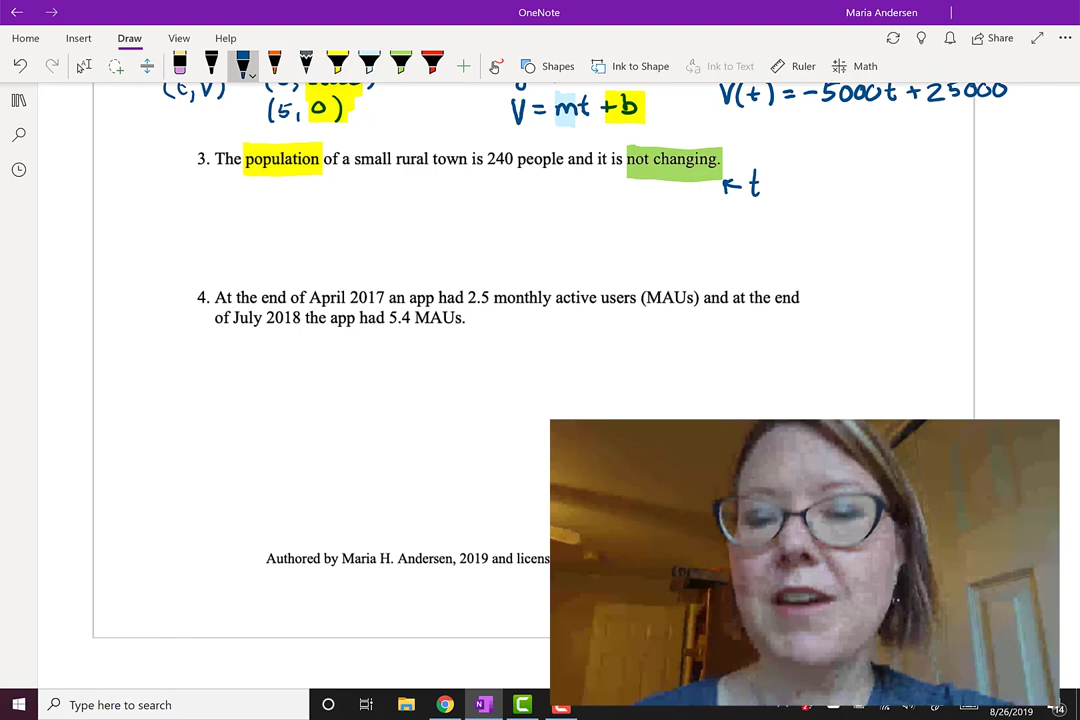 OneNote
Maria Andersen
Home Insert Draw View Help
Share
Shapes Ink to Shape Ink to Text Ruler Math
(5, 0)
V = mt + b
V(t) = -5000t + 25000
3. The population of a small rural town is 240 people and it is not changing.
← t
4. At the end of April 2017 an app had 2.5 monthly active users (MAUs) and at the end
of July 2018 the app had 5.4 MAUs.
Authored by Maria H. Andersen, 2019 and licens
Type here to search
8/26/2019
14